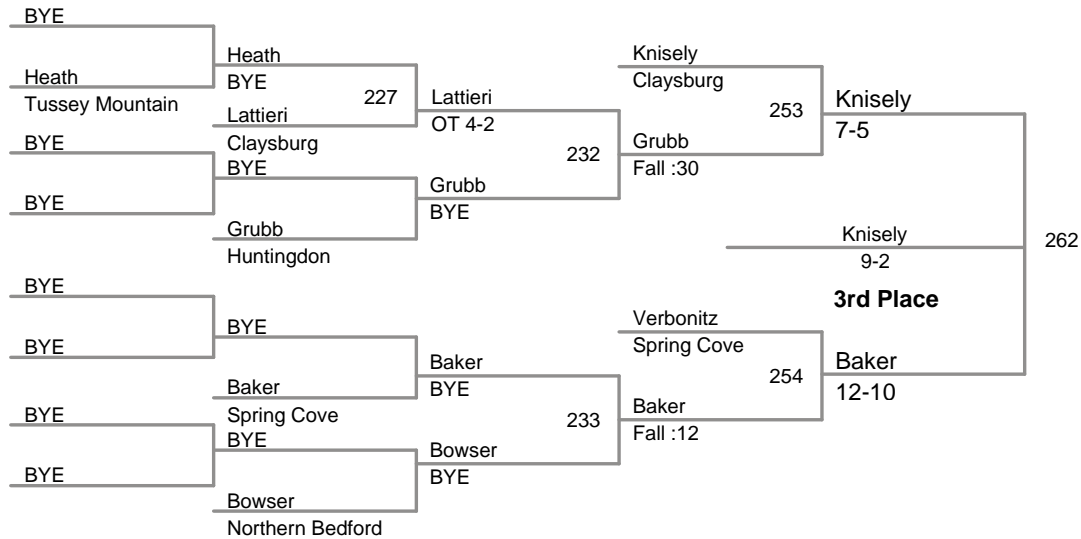 BYE
Heath
Knisely
Heath
BYE
Claysburg
Tussey Mountain
227
Lattieri
253
Knisely
Lattieri
OT 4-2
7-5
BYE
Claysburg
BYE
232
Grubb
Fall :30
BYE
Grubb
BYE
Grubb
Knisely
262
Huntingdon
9-2
BYE
3rd Place
BYE
Verbonitz
BYE
Spring Cove
Baker
Baker
BYE
254
Baker
12-10
BYE
Spring Cove
BYE
233
Baker
Fall :12
BYE
Bowser
BYE
Bowser
Northern Bedford